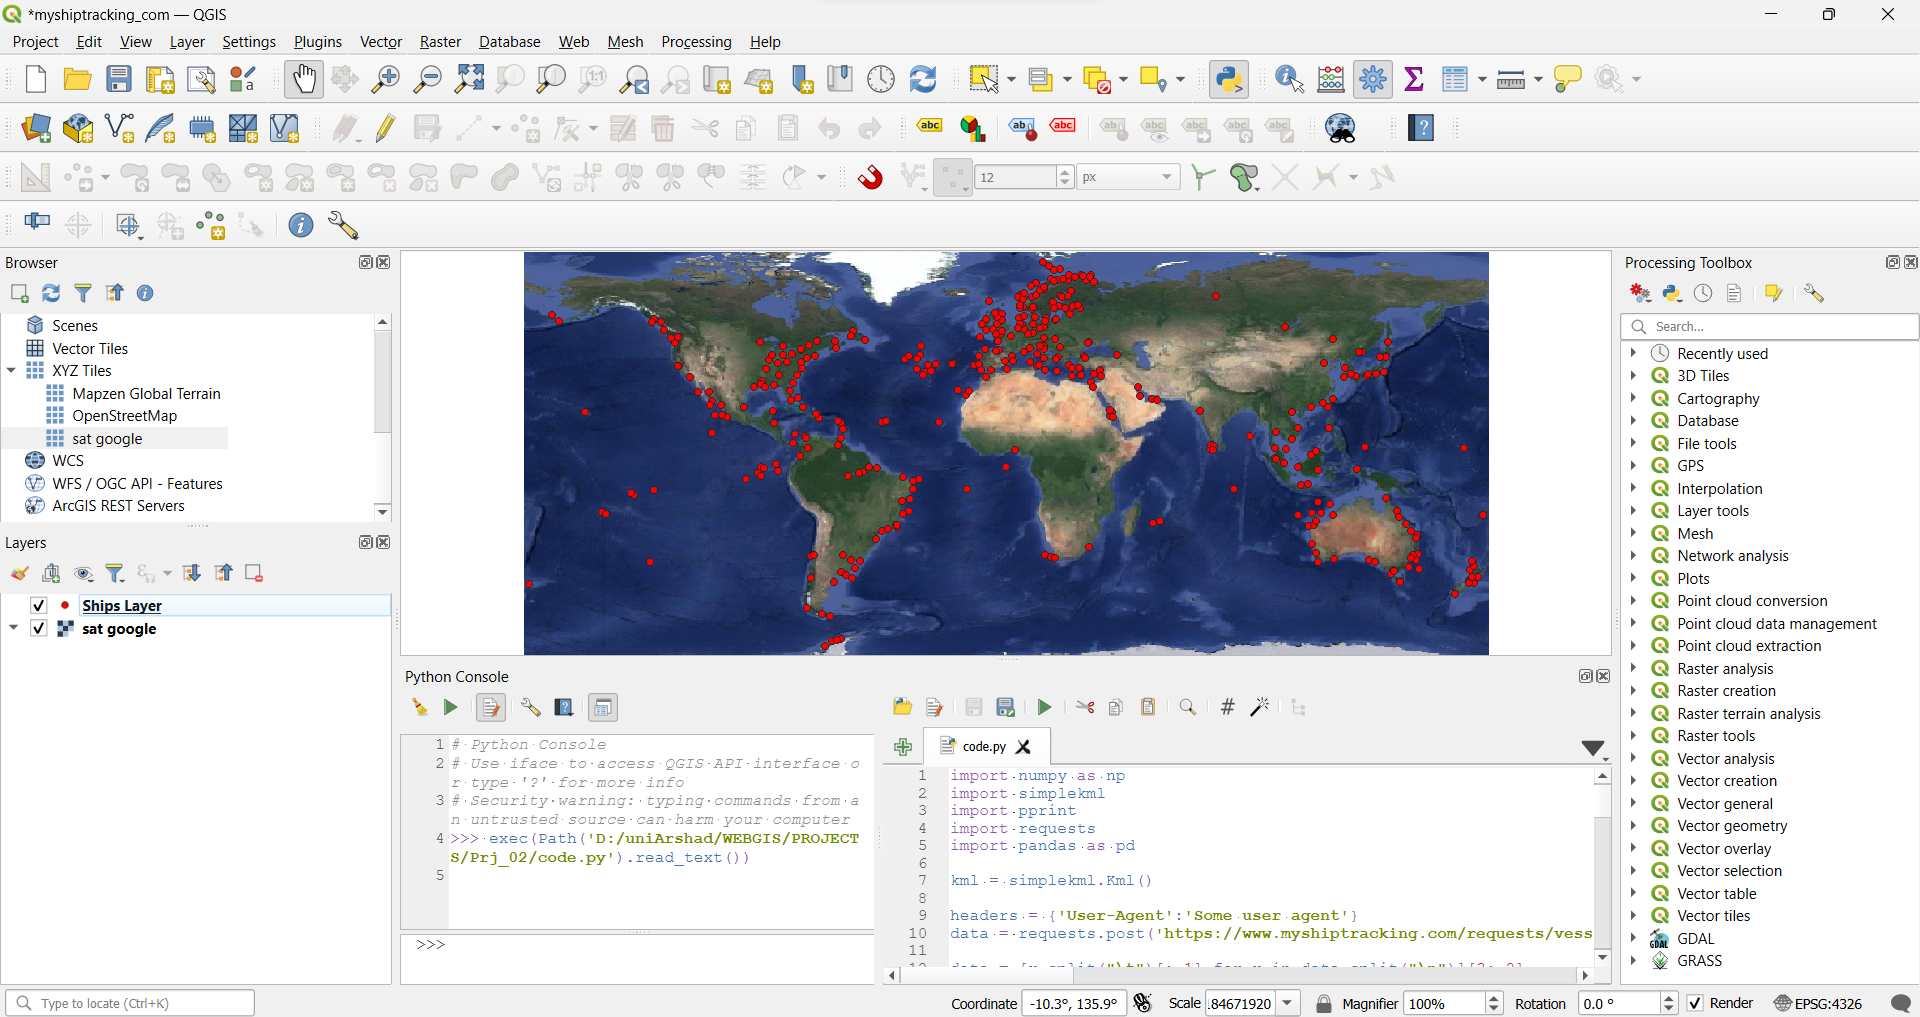 *myshiptracking_com — QGIS
Project Edit View Layer Settings Plugins Vector Raster Database Web Mesh Processing Help
1:1
a
abc abc abc abc abc abc abc abc
12 px
Browser
Scenes
Vector Tiles
XYZ Tiles
Mapzen Global Terrain
OpenStreetMap
sat google
WCS
WFS / OGC API - Features
ArcGIS REST Servers
Layers
Ships Layer
sat google
Python Console
1 # Python Console
2 # Use iface to access QGIS API interface o
r type '?' for more info
3 # Security warning: typing commands from a
n untrusted source can harm your computer
4 >>> exec(Path('D:/uniArshad/WEBGIS/PROJECT
S/Prj_02/code.py').read_text())
5
>>>
code.py
1 import numpy as np
2 import simplekml
3 import pprint
4 import requests
5 import pandas as pd
6
7 kml = simplekml.Kml()
8
9 headers = {'User-Agent':'Some user agent'}
10 data = requests.post('https://www.myshiptracking.com/requests/vess
11
Processing Toolbox
Search...
Recently used
3D Tiles
Cartography
Database
File tools
GPS
Interpolation
Layer tools
Mesh
Network analysis
Plots
Point cloud conversion
Point cloud data management
Point cloud extraction
Raster analysis
Raster creation
Raster terrain analysis
Raster tools
Vector analysis
Vector creation
Vector general
Vector geometry
Vector overlay
Vector selection
Vector table
Vector tiles
GDAL
GRASS
Type to locate (Ctrl+K)
Coordinate -10.3°, 135.9° Scale :84671920 Magnifier 100% Rotation 0.0 ° Render EPSG:4326